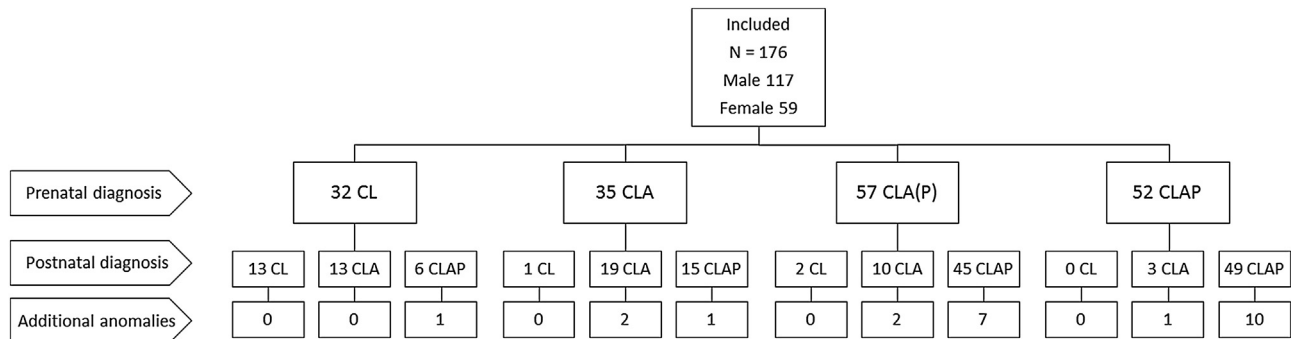 Included
N = 176
Male 117
Female 59
Prenatal diagnosis
32 CL
35 CLA
57 CLA(P)
52 CLAP
Postnatal diagnosis
13 CL
13 CLA
6 CLAP
1 CL
19 CLA
15 CLAP
2 CL
10 CLA
45 CLAP
0 CL
3 CLA
49 CLAP
Additional anomalies
0
0
1
0
2
1
0
2
7
0
1
10